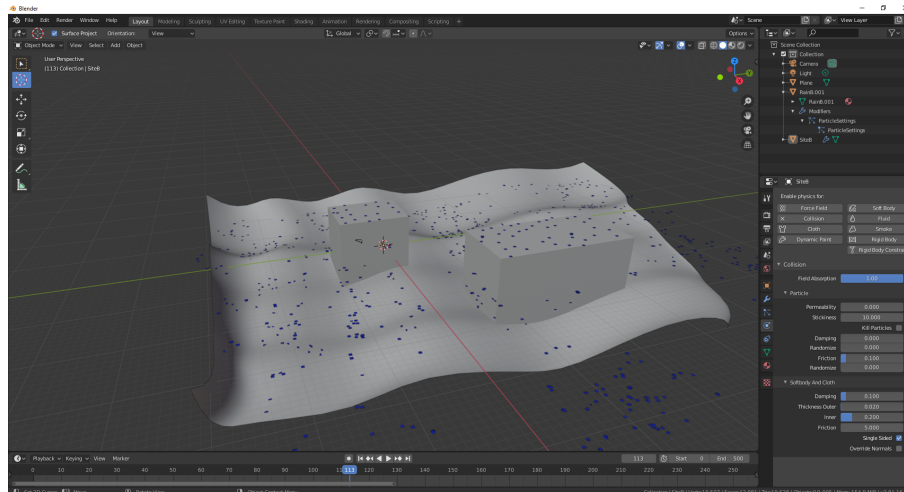 Blender
File Edit Render Window Help Layout Modeling Sculpting UV Editing Texture Paint Shading Animation Rendering Compositing Scripting + Scene View Layer
Surface Project Orientation: View Global Options
Object Mode View Select Add Object
User Perspective
(113) Collection | SiteB
Scene Collection
Collection
Camera
Light
Plane
RainB.001
RainB.001
Modifiers
ParticleSettings
ParticleSettings
SiteB
SiteB
Enable physics for:
Force Field Soft Body
Collision Fluid
Cloth Smoke
Dynamic Paint Rigid Body
Rigid Body Constra
Collision
Field Absorption 1.00
Particle
Permeability 0.000
Stickiness 10.000
Kill Particles
Damping 0.000
Randomize 0.000
Friction 0.100
Randomize 0.000
Softbody And Cloth
Damping 0.100
Thickness Outer 0.020
Inner 0.200
Friction 5.000
Single Sided
Override Normals
Playback Keying View Marker 113 Start 0 End 500
0 10 20 30 40 50 60 70 80 90 100 113 120 130 140 150 160 170 180 190 200 210 220 230 240 250